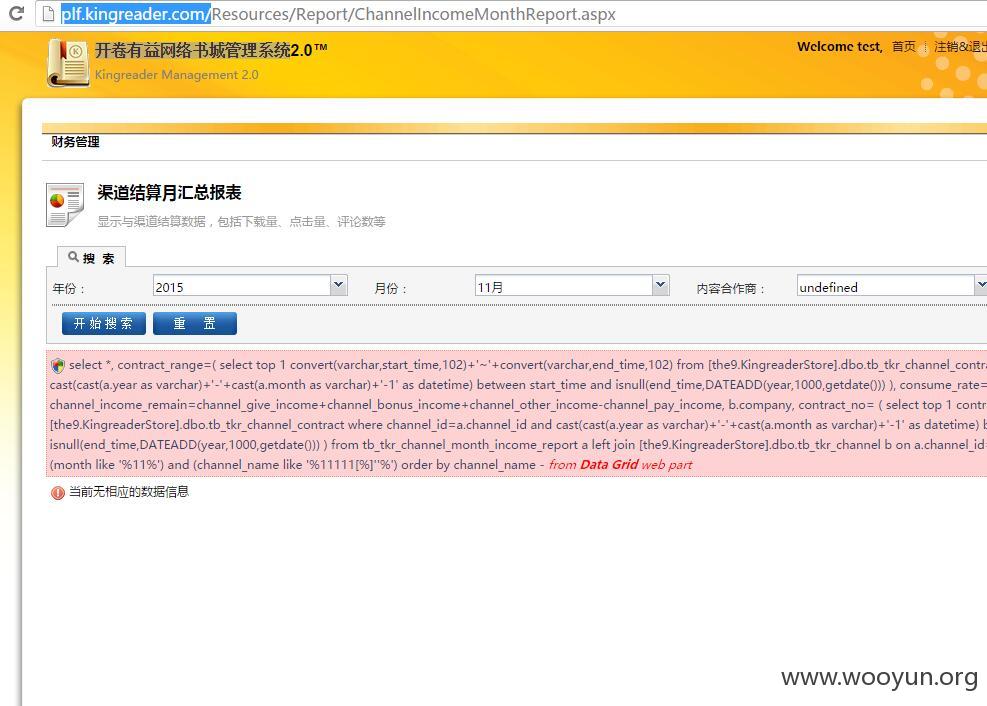 plf.kingreader.com/Resources/Report/ChannelIncomeMonthReport.aspx
开卷有益网络书城管理系统2.0™
Kingreader Management 2.0
Welcome test, 首页 | 注销&退出
财务管理
渠道结算月汇总报表
显示与渠道结算数据，包括下载量、点击量、评论数等
搜 索
年份： 2015 月份： 11月 内容合作商： undefined
开始搜索 重 置
select *, contract_range=( select top 1 convert(varchar,start_time,102)+'~'+convert(varchar,end_time,102) from [the9.KingreaderStore].dbo.tb_tkr_channel_contra
cast(cast(a.year as varchar)+'-'+cast(a.month as varchar)+'-1' as datetime) between start_time and isnull(end_time,DATEADD(year,1000,getdate())) ), consume_rate=
channel_income_remain=channel_give_income+channel_bonus_income+channel_other_income-channel_pay_income, b.company, contract_no= ( select top 1 contr
[the9.KingreaderStore].dbo.tb_tkr_channel_contract where channel_id=a.channel_id and cast(cast(a.year as varchar)+'-'+cast(a.month as varchar)+'-1' as datetime) b
isnull(end_time,DATEADD(year,1000,getdate())) ) from tb_tkr_channel_month_income_report a left join [the9.KingreaderStore].dbo.tb_tkr_channel b on a.channel_id=
(month like '%11%') and (channel_name like '%11111[%]''%') order by channel_name - from Data Grid web part
当前无相应的数据信息
www.wooyun.org